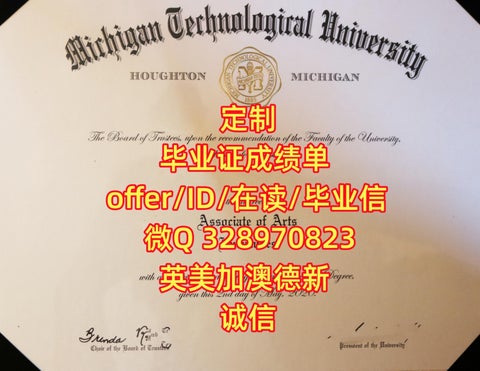 Michigan Technological University
HOUGHTON MICHIGAN
定制
The Board of Trustees, upon the recommendation of the Faculty of the University,
毕业证成绩单
offer/ID/在读/毕业信
Associate of Arts
微Q 328970823
英美加澳德新
with Degree,
given this 2nd day of May, 2020.
诚信
Brenda
Chair of the Board of Trustees
President of the University